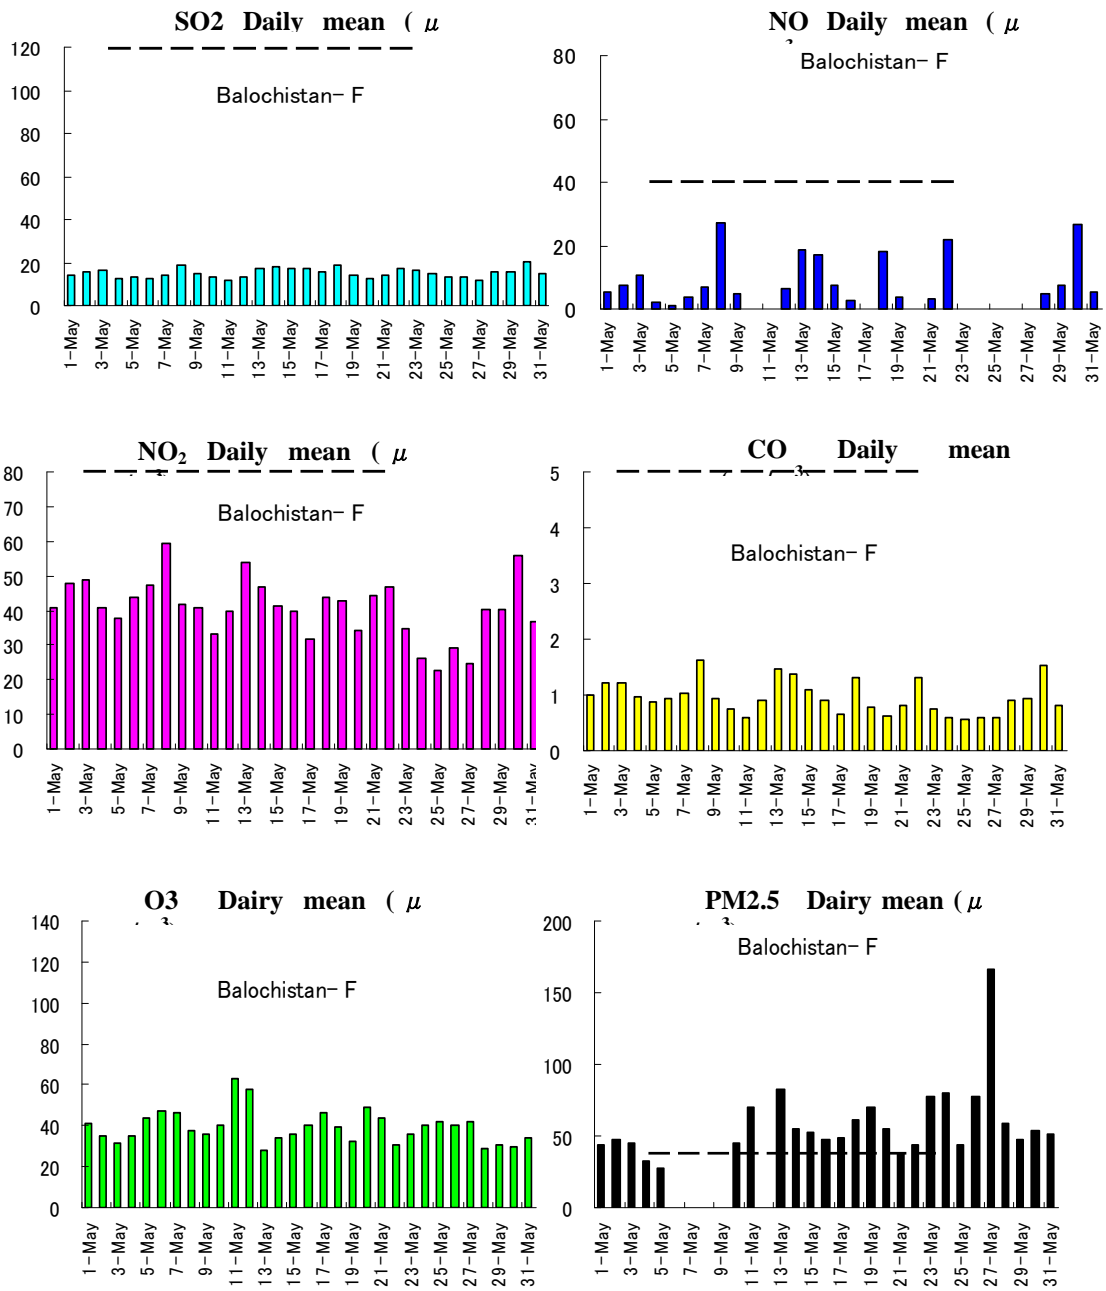 SO2 Daily mean ( μ
120
100
80
60
40
20
0
Balochistan- F
1-May
3-May
5-May
7-May
9-May
11-May
13-May
15-May
17-May
19-May
21-May
23-May
25-May
27-May
29-May
31-May
NO Daily mean ( μ
80
60
40
20
0
Balochistan- F
1-May
3-May
5-May
7-May
9-May
11-May
13-May
15-May
17-May
19-May
21-May
23-May
25-May
27-May
29-May
31-May
NO₂ Daily mean ( μ
80
70
60
50
40
30
20
10
0
Balochistan- F
1-May
3-May
5-May
7-May
9-May
11-May
13-May
15-May
17-May
19-May
21-May
23-May
25-May
27-May
29-May
31-May
CO Daily mean
5
4
3
2
1
0
Balochistan- F
1-May
3-May
5-May
7-May
9-May
11-May
13-May
15-May
17-May
19-May
21-May
23-May
25-May
27-May
29-May
31-May
O3 Dairy mean ( μ
140
120
100
80
60
40
20
0
Balochistan- F
1-May
3-May
5-May
7-May
9-May
11-May
13-May
15-May
17-May
19-May
21-May
23-May
25-May
27-May
29-May
31-May
PM2.5 Dairy mean ( μ
200
150
100
50
0
Balochistan- F
1-May
3-May
5-May
7-May
9-May
11-May
13-May
15-May
17-May
19-May
21-May
23-May
25-May
27-May
29-May
31-May